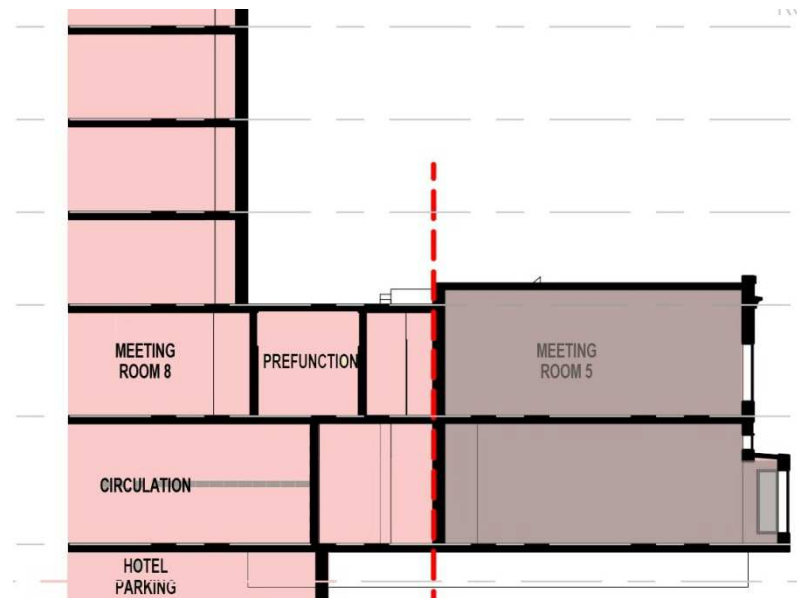 MEETING
ROOM 8
PREFUNCTION
MEETING
ROOM 5
CIRCULATION
HOTEL
PARKING